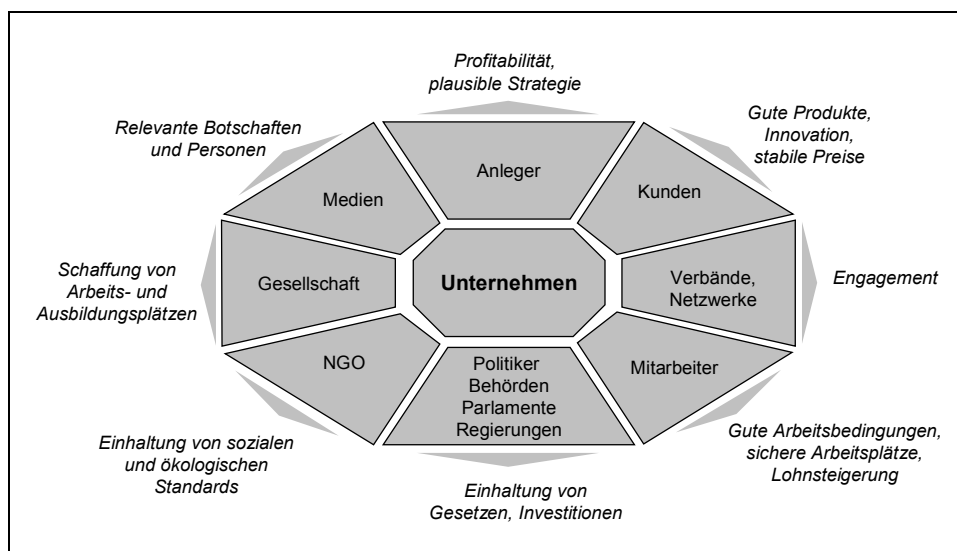 Profitabilität,
plausible Strategie
Relevante Botschaften
und Personen
Gute Produkte,
Innovation,
stabile Preise
Anleger
Medien
Kunden
Schaffung von
Arbeits- und
Ausbildungsplätzen
Gesellschaft
Unternehmen
Verbände,
Netzwerke
Engagement
NGO
Politiker
Behörden
Parlamente
Regierungen
Mitarbeiter
Einhaltung von sozialen
und ökologischen
Standards
Einhaltung von
Gesetzen, Investitionen
Gute Arbeitsbedingungen,
sichere Arbeitsplätze,
Lohnsteigerung